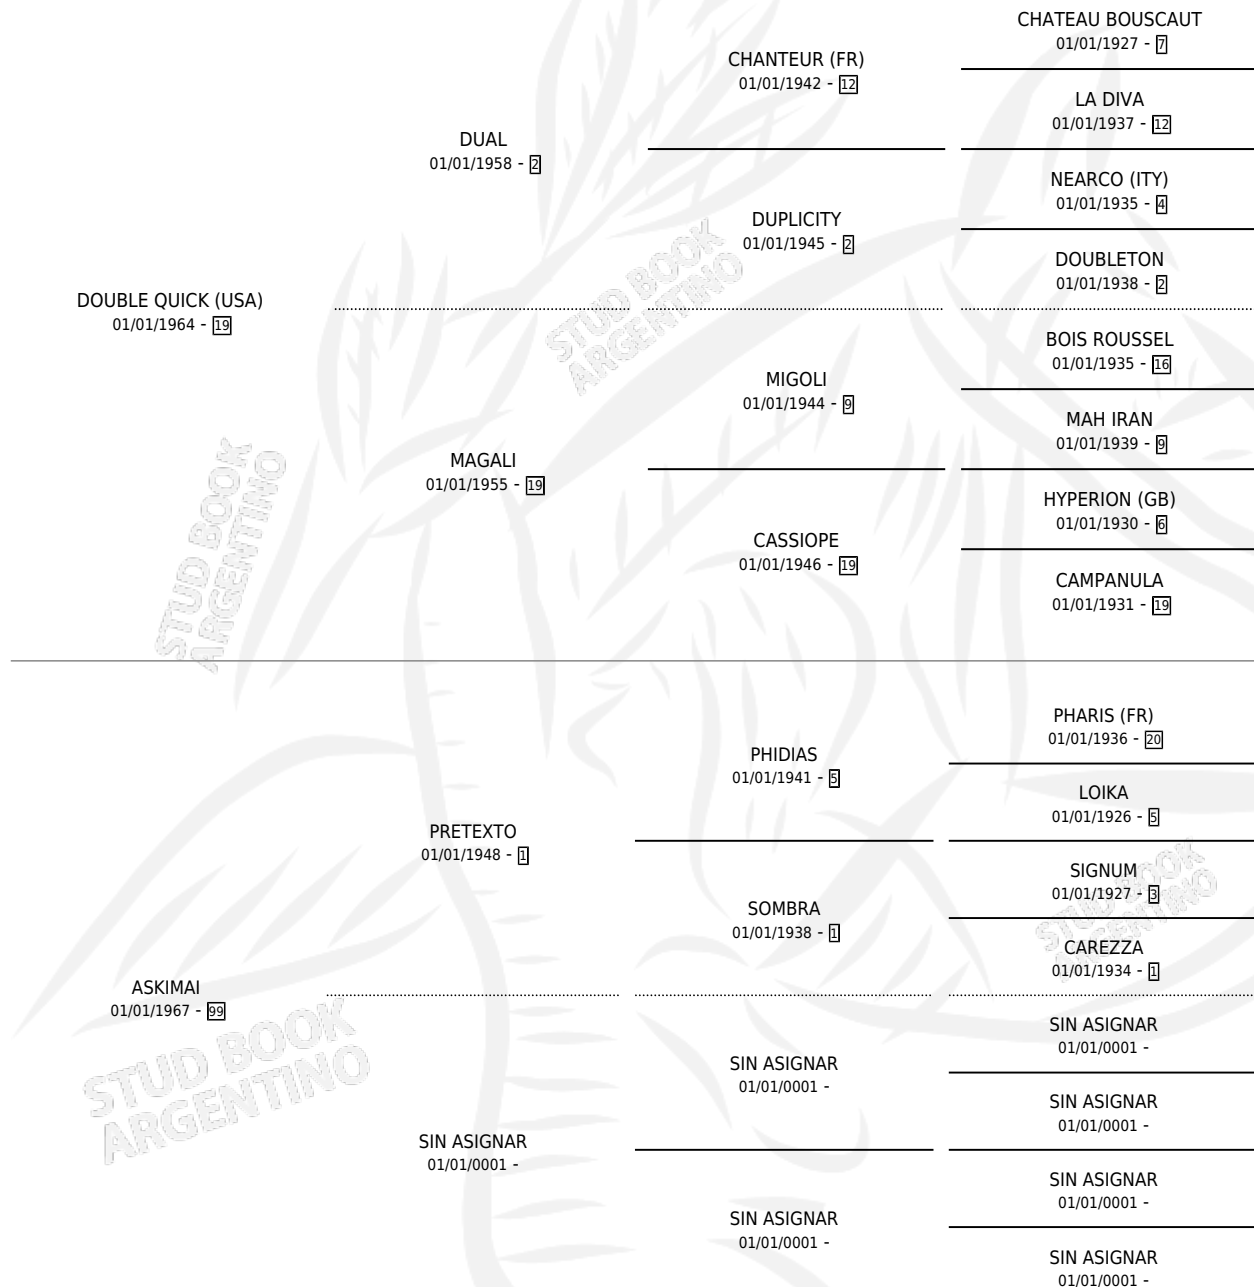 CHATEAU BOUSCAUT
01/01/1927 - 7
CHANTEUR (FR)
01/01/1942 - 12
LA DIVA
01/01/1937 - 12
DUAL
01/01/1958 - 2
NEARCO (ITY)
01/01/1935 - 4
DUPLICITY
01/01/1945 - 2
DOUBLETON
01/01/1938 - 2
DOUBLE QUICK (USA)
01/01/1964 - 19
BOIS ROUSSEL
01/01/1935 - 16
MIGOLI
01/01/1944 - 9
MAH IRAN
01/01/1939 - 9
MAGALI
01/01/1955 - 19
HYPERION (GB)
01/01/1930 - 6
CASSIOPE
01/01/1946 - 19
CAMPANULA
01/01/1931 - 19
PHARIS (FR)
01/01/1936 - 20
PHIDIAS
01/01/1941 - 5
LOIKA
01/01/1926 - 5
PRETEXTO
01/01/1948 - 1
SIGNUM
01/01/1927 - 3
SOMBRA
01/01/1938 - 1
CAREZZA
01/01/1934 - 1
ASKIMAI
01/01/1967 - 99
SIN ASIGNAR
01/01/0001 -
SIN ASIGNAR
01/01/0001 -
SIN ASIGNAR
01/01/0001 -
SIN ASIGNAR
01/01/0001 -
SIN ASIGNAR
01/01/0001 -
SIN ASIGNAR
01/01/0001 -
SIN ASIGNAR
01/01/0001 -
STUD BOOK
ARGENTINO
STUD BOOK
ARGENTINO
STUD BOOK
ARGENTINO
STUD BOOK
ARGENTINO